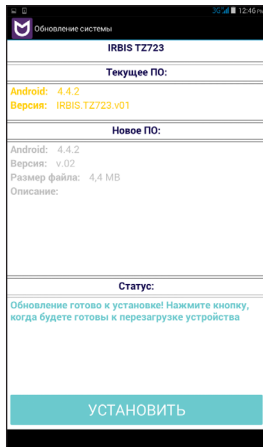 3G 12:46 PM
Обновление системы
IRBIS TZ723
Текущее ПО:
Android: 4.4.2
Версия: IRBIS.TZ723.v01
Новое ПО:
Android: 4.4.2
Версия: v.02
Размер файла: 4,4 MB
Описание:
Статус:
Обновление готово к установке! Нажмите кнопку,
когда будете готовы к перезагрузке устройства
УСТАНОВИТЬ